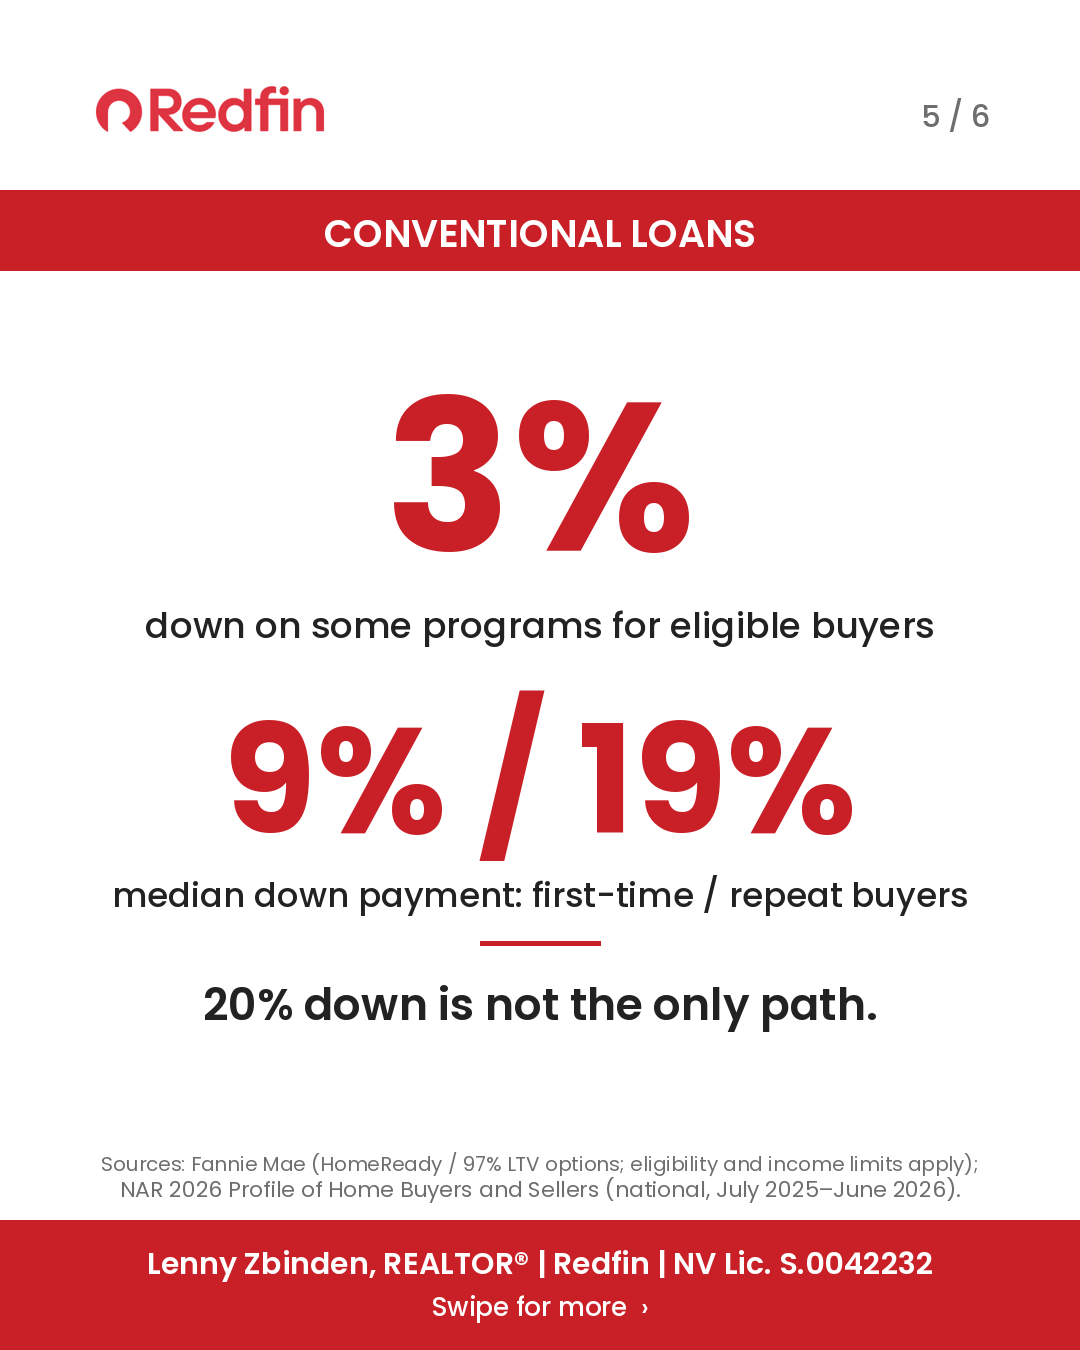 Redfin
5 / 6
CONVENTIONAL LOANS
3%
down on some programs for eligible buyers
9% / 19%
median down payment: first-time / repeat buyers
20% down is not the only path.
Sources: Fannie Mae (HomeReady / 97% LTV options; eligibility and income limits apply);
NAR 2026 Profile of Home Buyers and Sellers (national, July 2025–June 2026).
Lenny Zbinden, REALTOR® | Redfin | NV Lic. S.0042232
Swipe for more ›